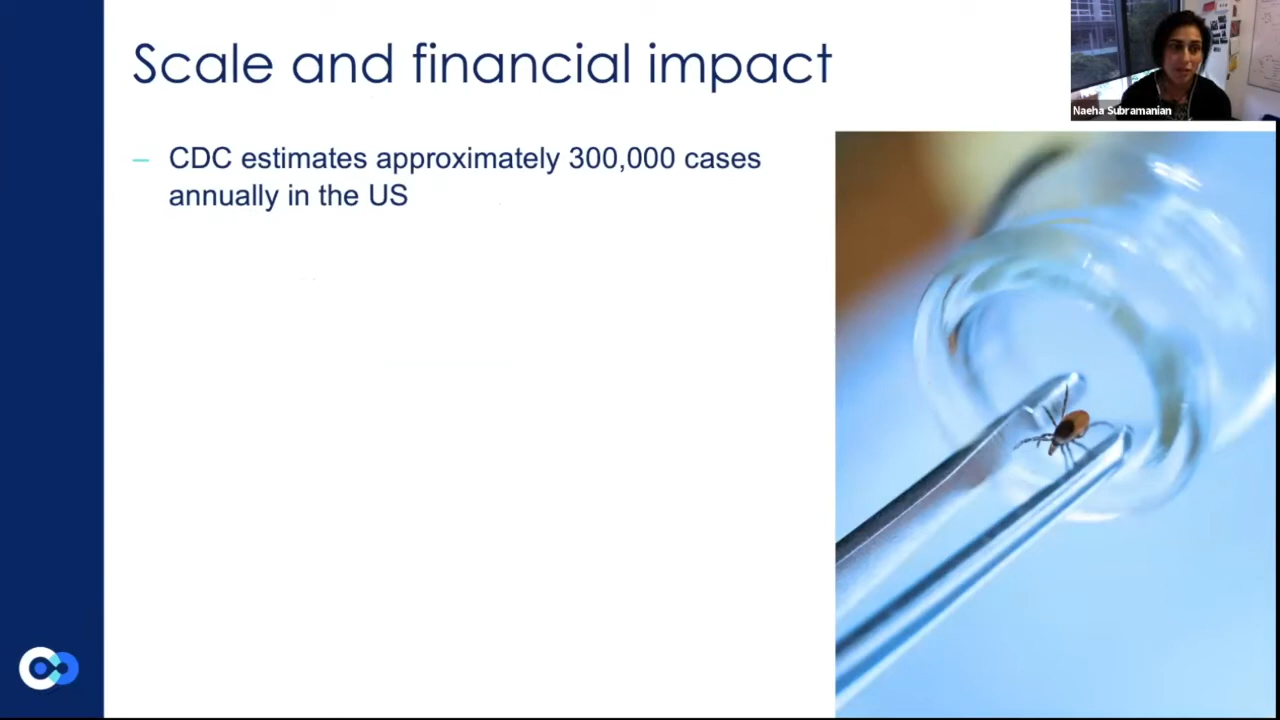 Scale and financial impact
Naeha Subramanian
– CDC estimates approximately 300,000 cases
annually in the US